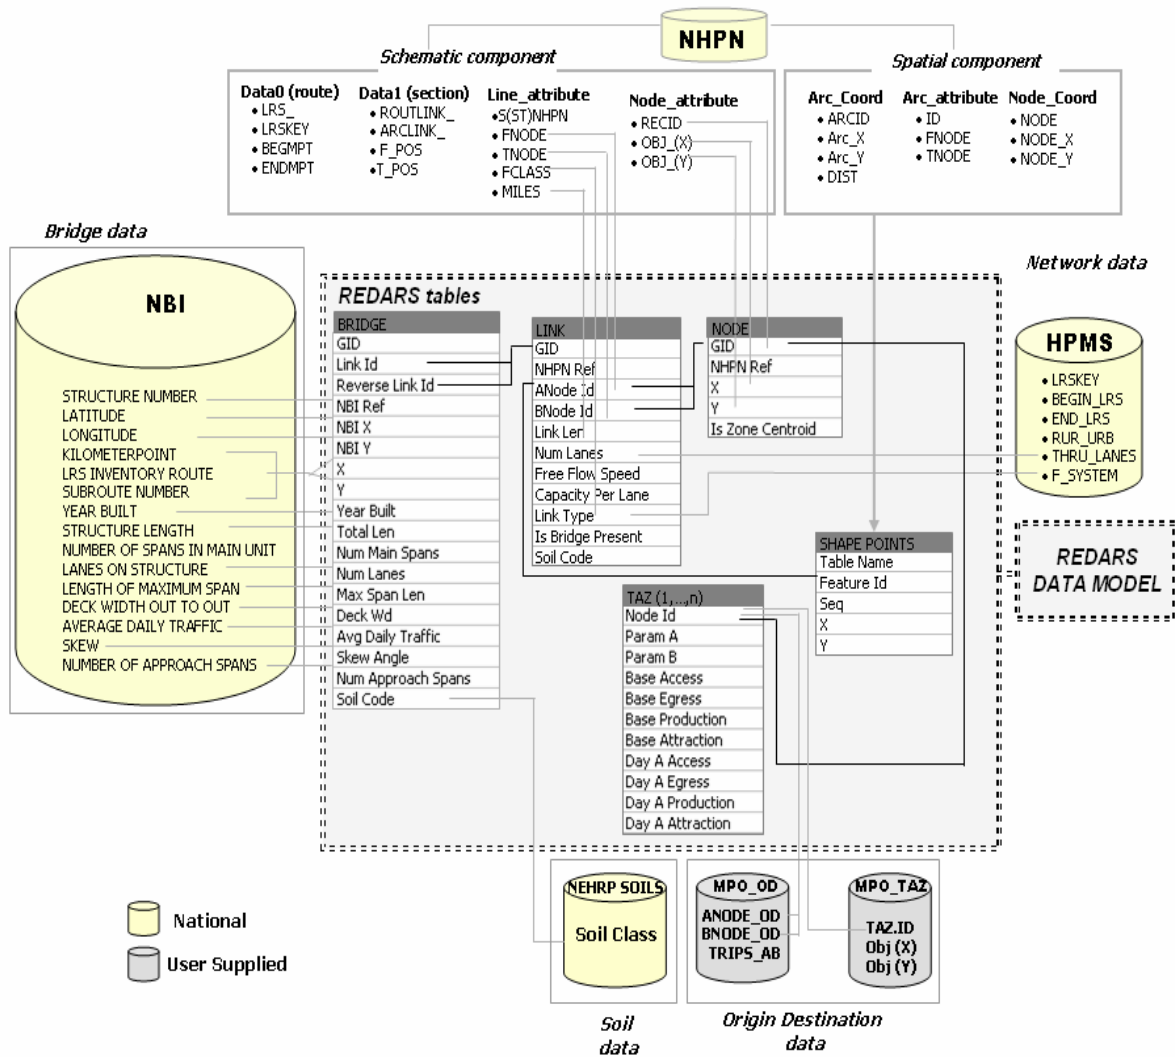 NHPN
Schematic component
Spatial component
Data0 (route)
• LRS_
• LRSKEY
• BEGMPT
• ENDMPT
Data1 (section)
• ROUTLINK_
• ARCLINK_
• F_POS
•T_POS
Line_attribute
•S(ST)NHPN
• FNODE
• TNODE
• FCLASS
• MILES
Node_attribute
• RECID
• OBJ_(X)
• OBJ_(Y)
Arc_Coord
• ARCID
• Arc_X
• Arc_Y
• DIST
Arc_attribute
• ID
• FNODE
• TNODE
Node_Coord
• NODE
• NODE_X
• NODE_Y
Bridge data
NBI
STRUCTURE NUMBER
LATITUDE
LONGITUDE
KILOMETERPOINT
LRS INVENTORY ROUTE
SUBROUTE NUMBER
YEAR BUILT
STRUCTURE LENGTH
NUMBER OF SPANS IN MAIN UNIT
LANES ON STRUCTURE
LENGTH OF MAXIMUM SPAN
DECK WIDTH OUT TO OUT
AVERAGE DAILY TRAFFIC
SKEW
NUMBER OF APPROACH SPANS
REDARS tables
BRIDGE
GID
Link Id
Reverse Link Id
NBI Ref
NBI X
NBI Y
X
Y
Year Built
Total Len
Num Main Spans
Num Lanes
Max Span Len
Deck Wd
Avg Daily Traffic
Skew Angle
Num Approach Spans
Soil Code
LINK
GID
NHPN Ref
ANode Id
BNode Id
Link Len
Num Lanes
Free Flow Speed
Capacity Per Lane
Link Type
Is Bridge Present
Soil Code
NODE
GID
NHPN Ref
X
Y
Is Zone Centroid
TAZ (1,...,n)
Node Id
Param A
Param B
Base Access
Base Egress
Base Production
Base Attraction
Day A Access
Day A Egress
Day A Production
Day A Attraction
SHAPE POINTS
Table Name
Feature Id
Seq
X
Y
Network data
HPMS
• LRSKEY
• BEGIN_LRS
• END_LRS
• RUR_URB
• THRU_LANES
• F_SYSTEM
REDARS
DATA MODEL
National
User Supplied
NEHRP SOILS
Soil Class
Soil
data
MPO_OD
ANODE_OD
BNODE_OD
TRIPS_AB
MPO_TAZ
TAZ.ID
Obj (X)
Obj (Y)
Origin Destination
data